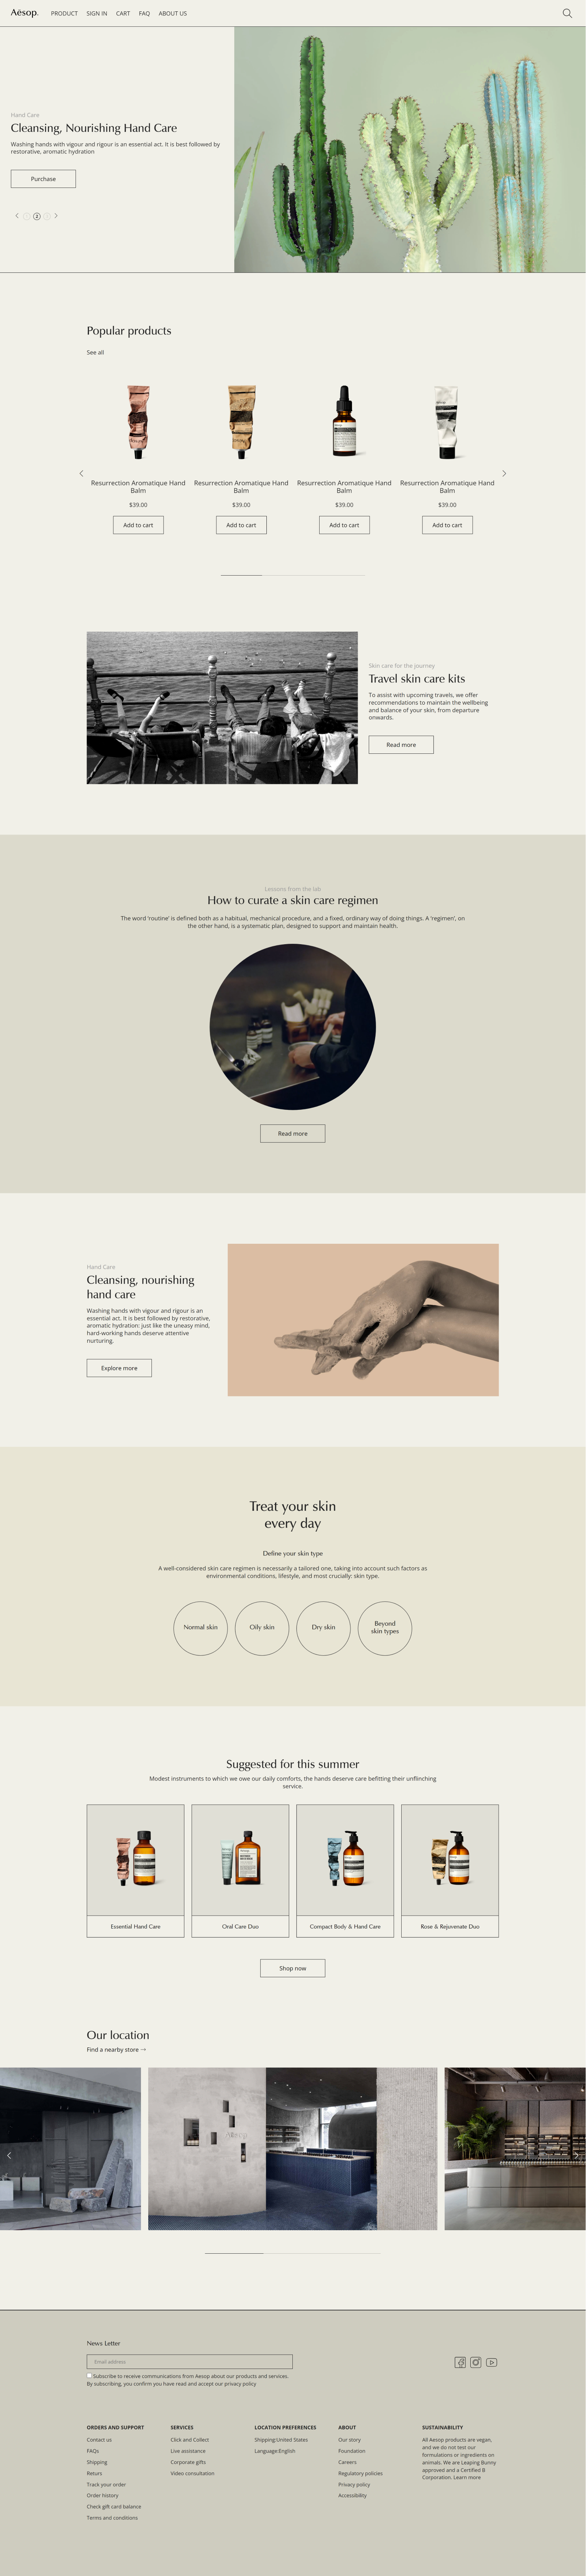 Aēsop.
PRODUCT
SIGN IN
CART
FAQ
ABOUT US
Hand Care
Cleansing, Nourishing Hand Care
Washing hands with vigour and rigour is an essential act. It is best followed by
restorative, aromatic hydration
Purchase
2
Popular products
See all
Resurrection Aromatique Hand
Balm
$39.00
Add to cart
Resurrection Aromatique Hand
Balm
$39.00
Add to cart
Resurrection Aromatique Hand
Balm
$39.00
Add to cart
Resurrection Aromatique Hand
Balm
$39.00
Add to cart
Skin care for the journey
Travel skin care kits
To assist with upcoming travels, we offer
recommendations to maintain the wellbeing
and balance of your skin, from departure
onwards.
Read more
Lessons from the lab
How to curate a skin care regimen
The word ‘routine’ is defined both as a habitual, mechanical procedure, and a fixed, ordinary way of doing things. A ‘regimen’, on
the other hand, is a systematic plan, designed to support and maintain health.
Read more
Hand Care
Cleansing, nourishing
hand care
Washing hands with vigour and rigour is an
essential act. It is best followed by restorative,
aromatic hydration: just like the uneasy mind,
hard-working hands deserve attentive
nurturing.
Explore more
Treat your skin
every day
Define your skin type
A well-considered skin care regimen is necessarily a tailored one, taking into account such factors as
environmental conditions, lifestyle, and most crucially: skin type.
Normal skin
Oily skin
Dry skin
Beyond
skin types
Suggested for this summer
Modest instruments to which we owe our daily comforts, the hands deserve care befitting their unflinching
service.
Essential Hand Care
Oral Care Duo
Compact Body & Hand Care
Rose & Rejuvenate Duo
Shop now
Our location
Find a nearby store →
Aēsop
News Letter
Email address
Subscribe to receive communications from Aesop about our products and services.
By subscribing, you confirm you have read and accept our privacy policy
ORDERS AND SUPPORT
Contact us
FAQs
Shipping
Returs
Track your order
Order history
Check gift card balance
Terms and conditions
SERVICES
Click and Collect
Live assistance
Corporate gifts
Video consultation
LOCATION PREFERENCES
Shipping:United States
Language:English
ABOUT
Our story
Foundation
Careers
Regulatory policies
Privacy policy
Accessibility
SUSTAINABILITY
All Aesop products are vegan,
and we do not test our
formulations or ingredients on
animals. We are Leaping Bunny
approved and a Certified B
Corporation. Learn more